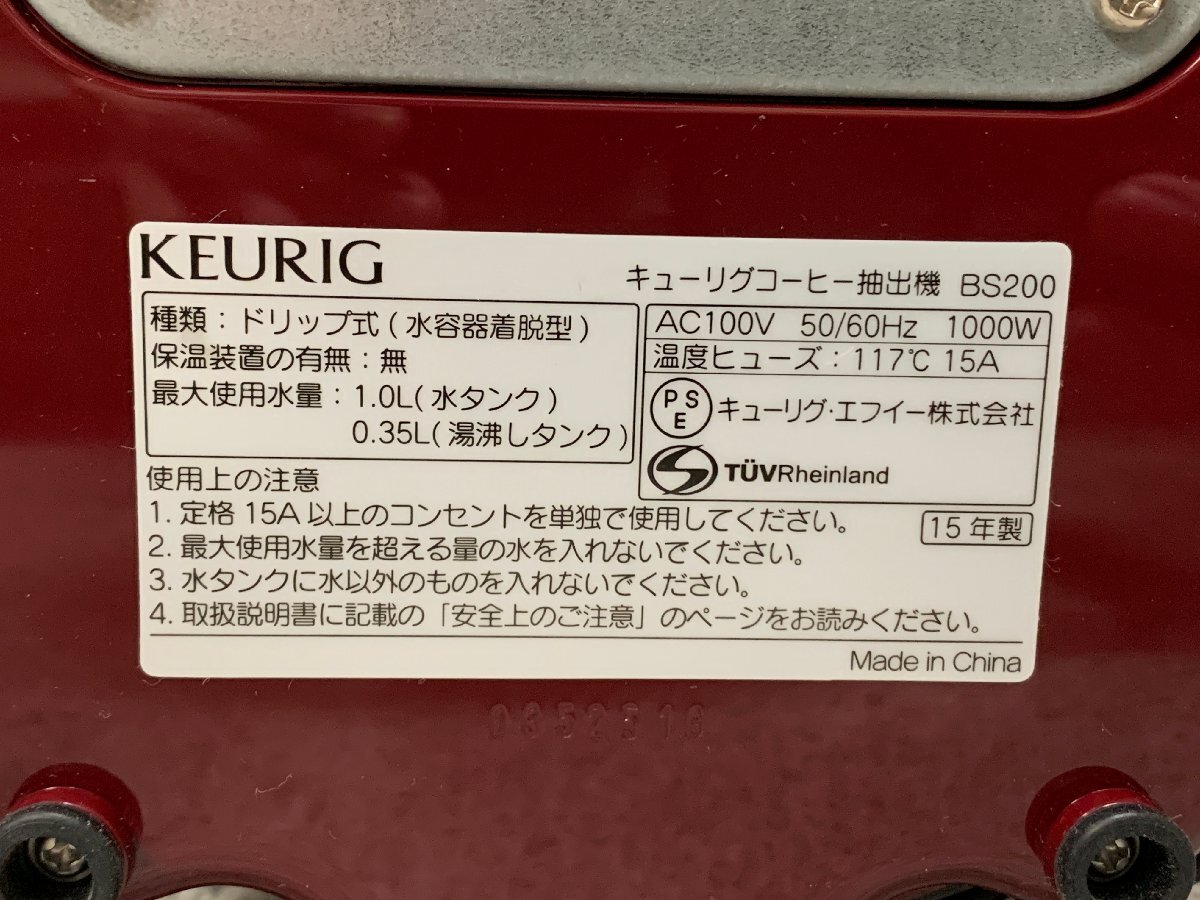 KEURIG
キューリグコーヒー抽出機 BS200
種類：ドリップ式(水容器着脱型)
保温装置の有無：無
最大使用水量：1.0L(水タンク)
0.35L(湯沸しタンク)
AC100V 50/60Hz 1000W
温度ヒューズ：117℃ 15A
PSE キューリグ・エフイー株式会社
TÜVRheinland
使用上の注意
1. 定格15A以上のコンセントを単独で使用してください。
15年製
2. 最大使用水量を超える量の水を入れないでください。
3. 水タンクに水以外のものを入れないでください。
4. 取扱説明書に記載の「安全上のご注意」のページをお読みください。
Made in China